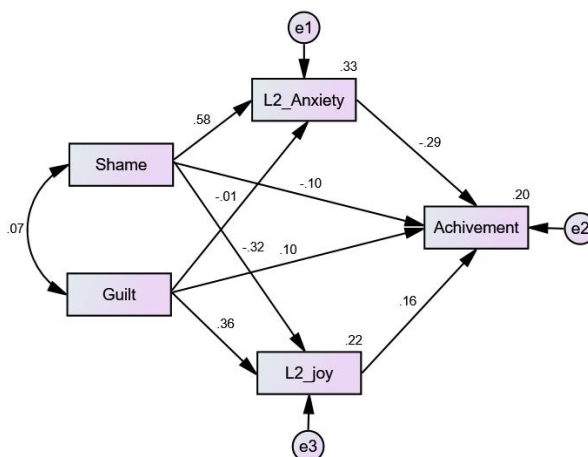 e1
.33
L2_Anxiety
.58
-.29
Shame
-.01
-.10
.20
Achivement
e2
.07
-.32
.10
Guilt
.36
.16
.22
L2_joy
e3